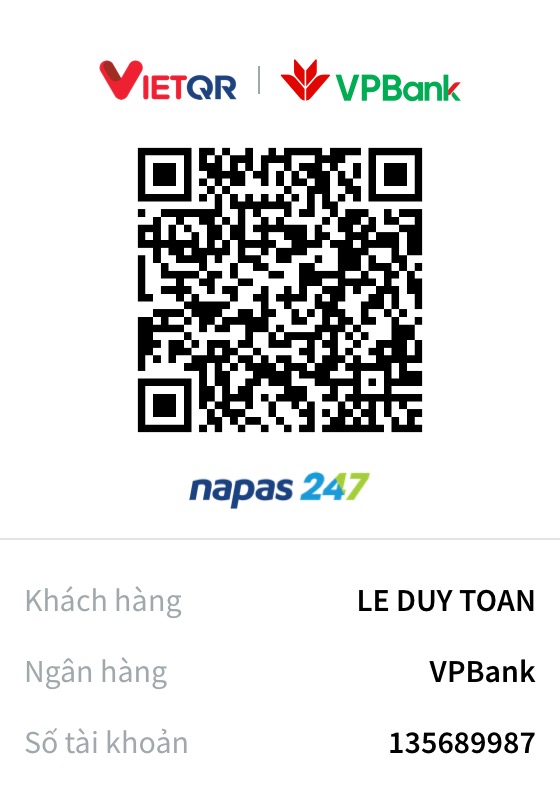 VIETQR VPBank
napas 247
Khách hàng LE DUY TOAN
Ngân hàng VPBank
Số tài khoản 135689987